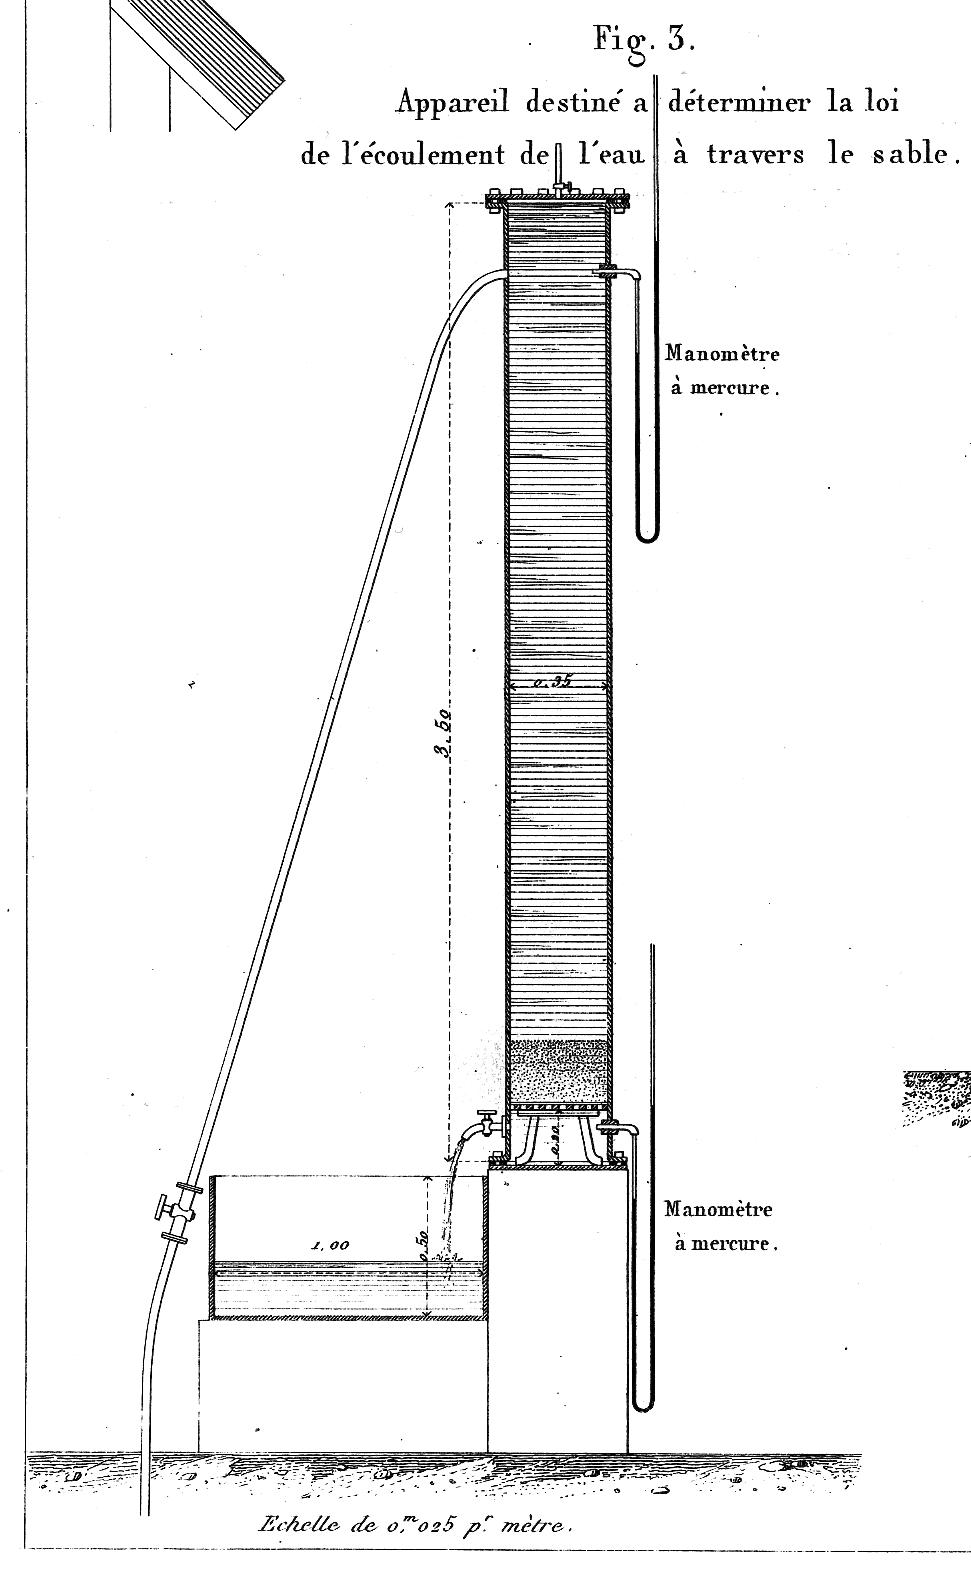 Fig. 3.
Appareil destiné a déterminer la loi
de l'écoulement de l'eau à travers le sable.
Manomètre
à mercure.
0.35
3.50
0.20
Manomètre
à mercure.
1,00
0.50
Echelle de 0,ᵐ025 p.ʳ mètre.